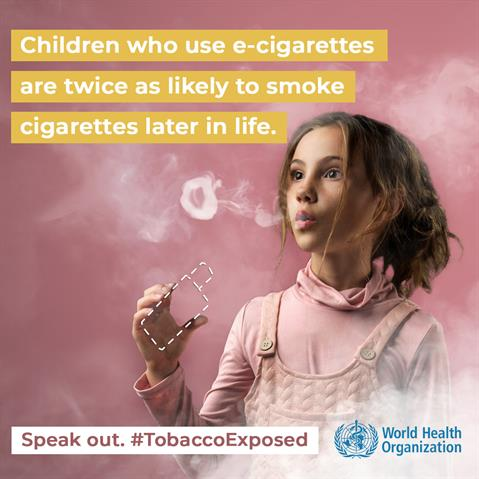 Children who use e-cigarettes
are twice as likely to smoke
cigarettes later in life.
Speak out. #TobaccoExposed
World Health
Organization